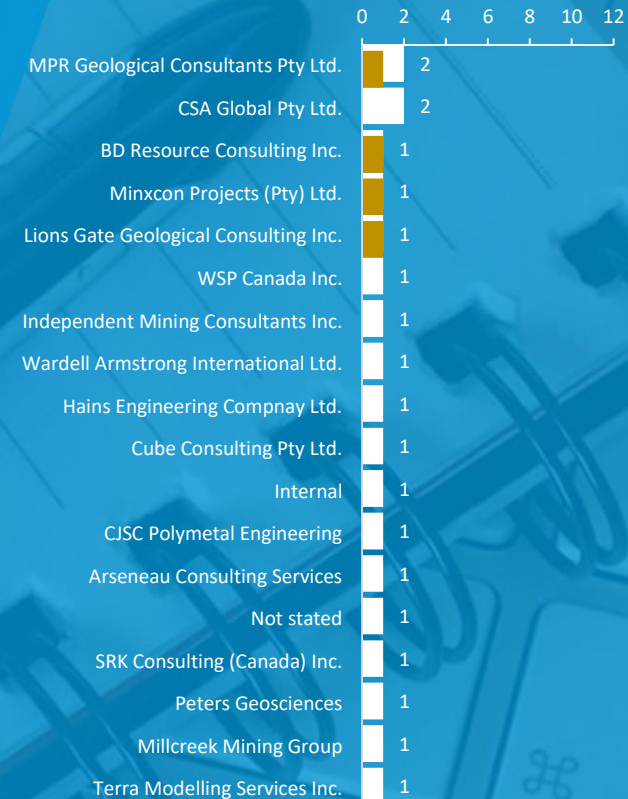 0 2 4 6 8 10 12
MPR Geological Consultants Pty Ltd. 2
CSA Global Pty Ltd. 2
BD Resource Consulting Inc. 1
Minxcon Projects (Pty) Ltd. 1
Lions Gate Geological Consulting Inc. 1
WSP Canada Inc. 1
Independent Mining Consultants Inc. 1
Wardell Armstrong International Ltd. 1
Hains Engineering Compnay Ltd. 1
Cube Consulting Pty Ltd. 1
Internal 1
CJSC Polymetal Engineering 1
Arseneau Consulting Services 1
Not stated 1
SRK Consulting (Canada) Inc. 1
Peters Geosciences 1
Millcreek Mining Group 1
Terra Modelling Services Inc. 1